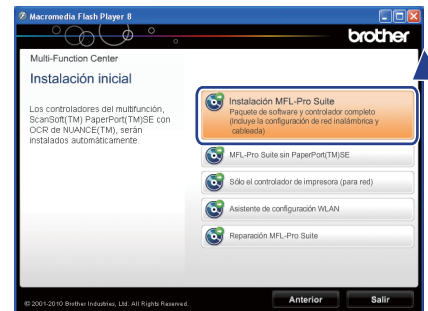 Macromedia Flash Player 8
brother
Multi-Function Center
Instalación inicial
Los controladores del multifunción,
ScanSoft(TM) PaperPort(TM)SE con
OCR de NUANCE(TM), serán
instalados automáticamente.
Instalación MFL-Pro Suite
Paquete de software y controlador completo
(Incluye la configuración de red inalámbrica y
cableada)
MFL-Pro Suite sin PaperPort(TM)SE
Sólo el controlador de impresora (para red)
Asistente de configuración WLAN
Reparación MFL-Pro Suite
© 2001-2010 Brother Industries, Ltd. All Rights Reserved.
Anterior
Salir